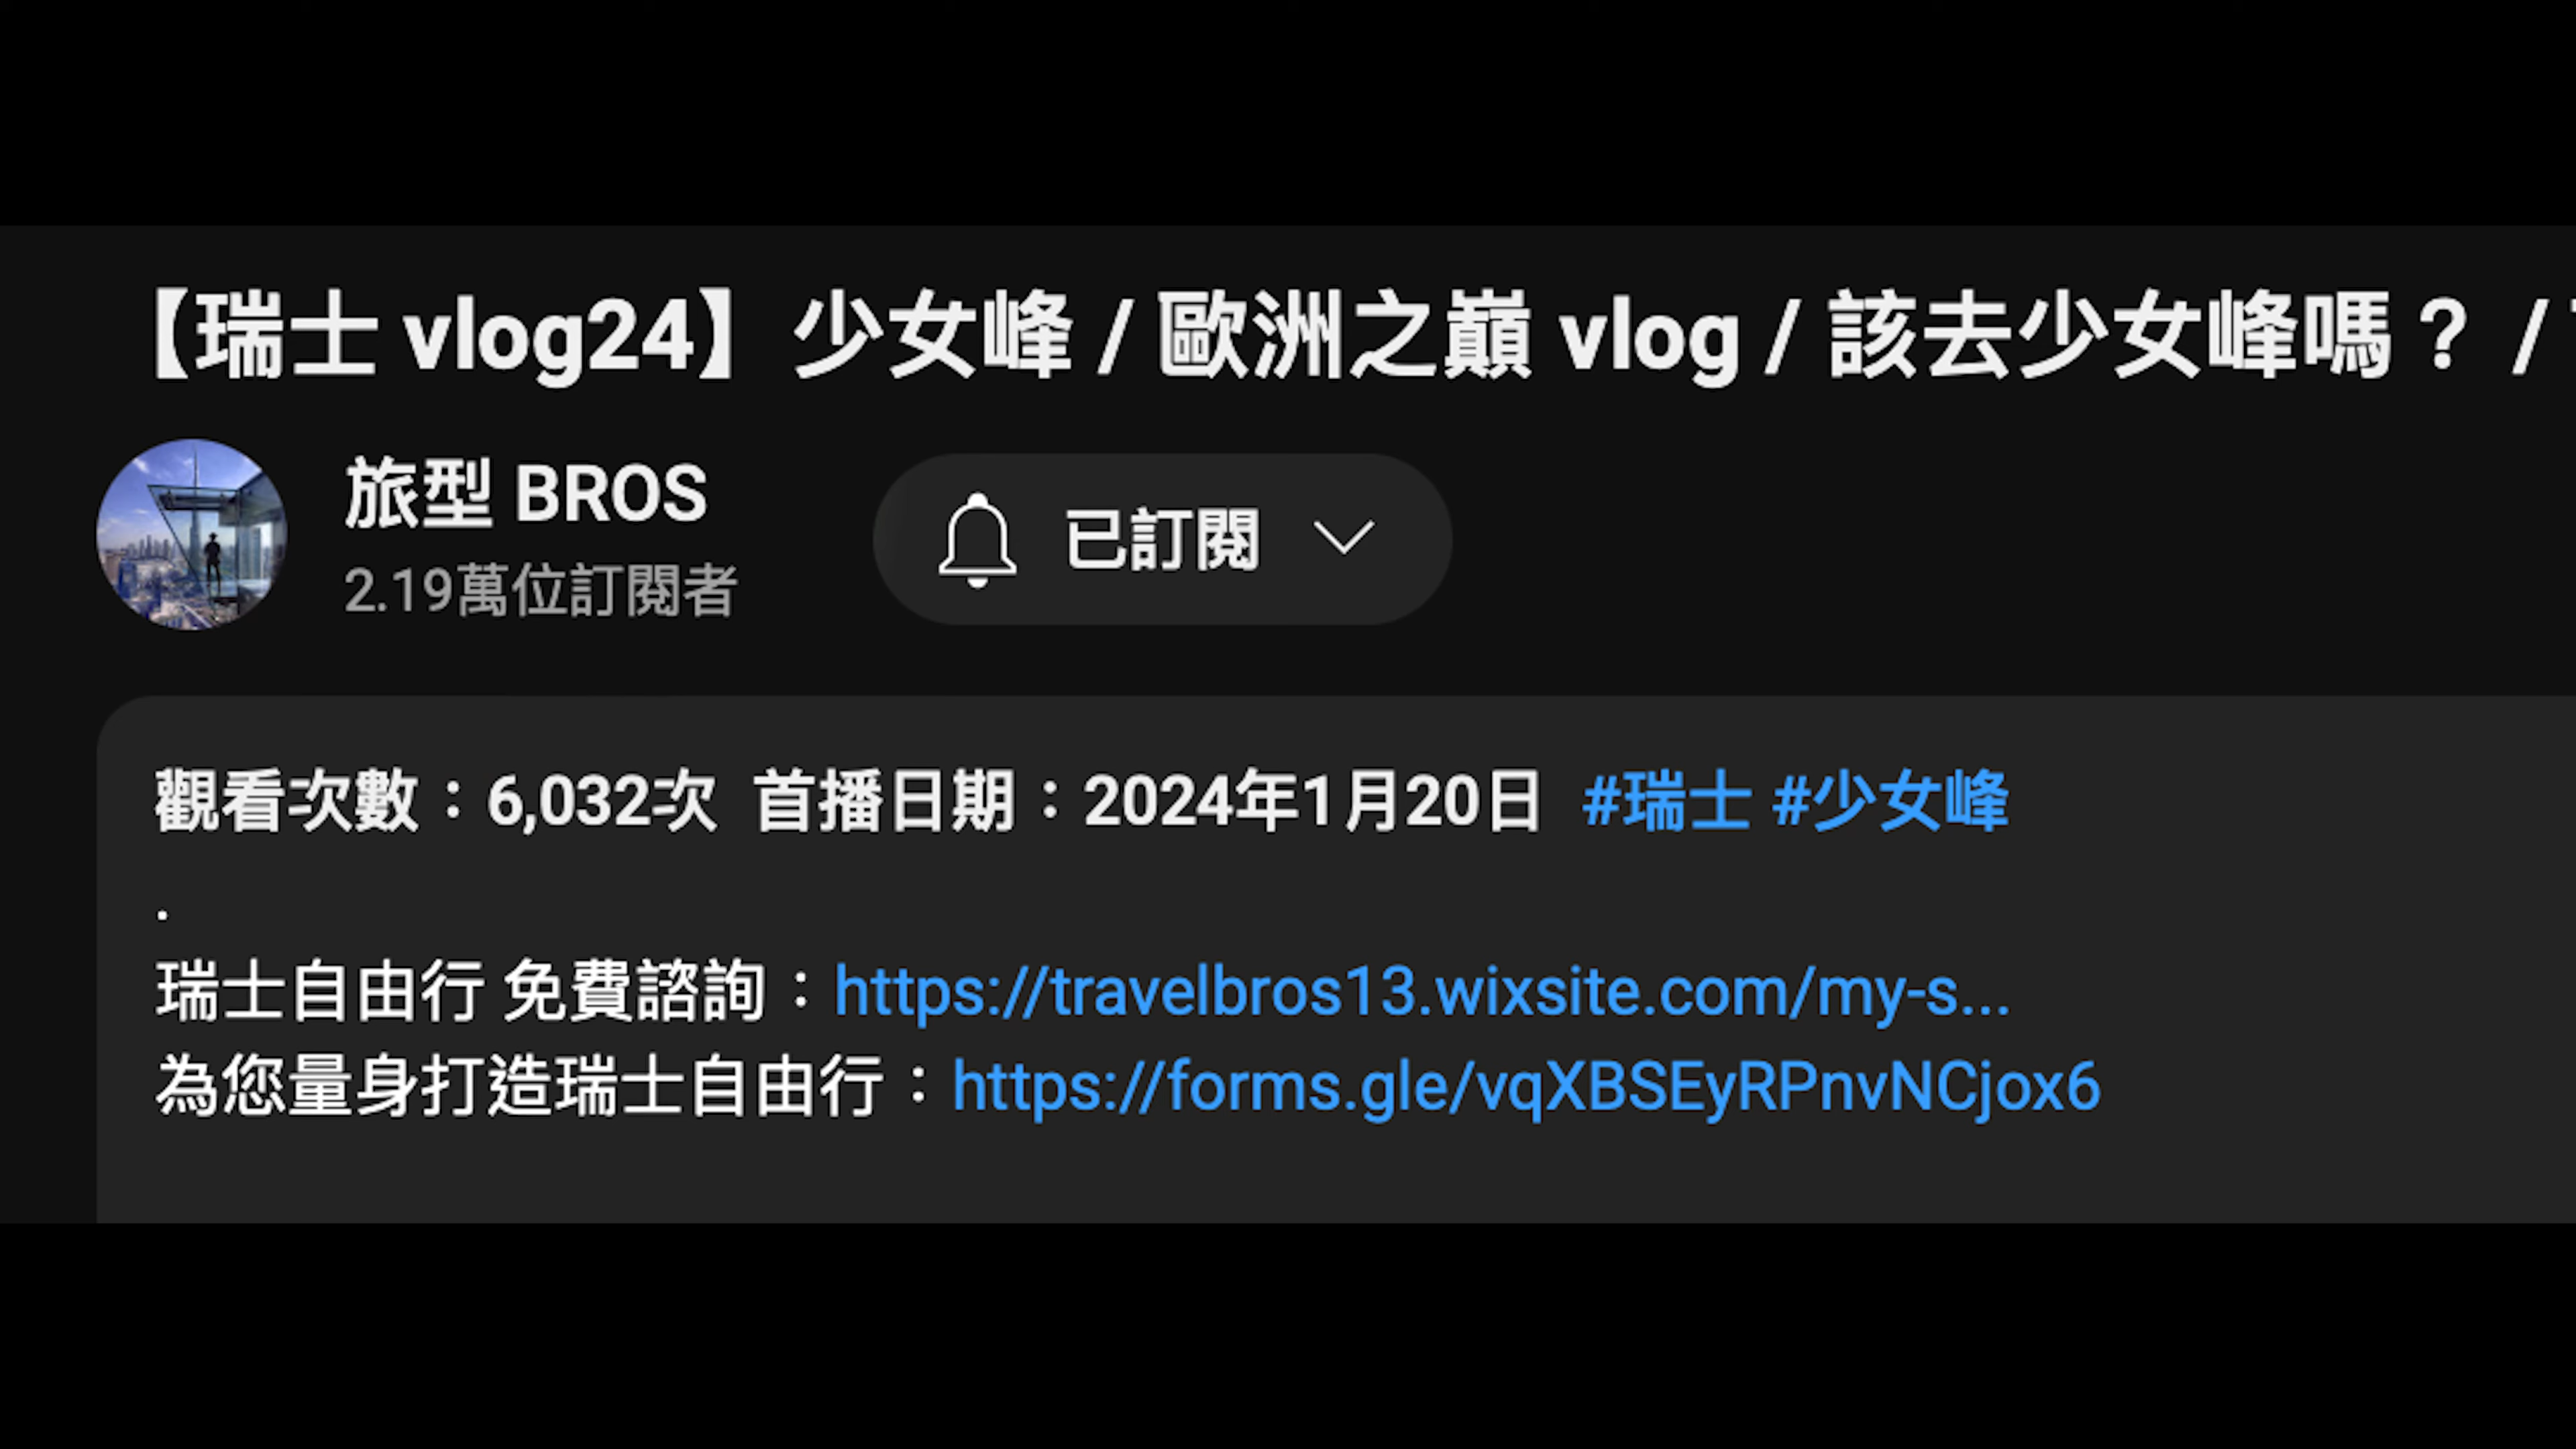 【瑞士 vlog24】少女峰 / 歐洲之巔 vlog / 該去少女峰嗎？ /
旅型 BROS
2.19萬位訂閱者
已訂閱
觀看次數：6,032次 首播日期：2024年1月20日 #瑞士 #少女峰
.
瑞士自由行 免費諮詢：https://travelbros13.wixsite.com/my-s...
為您量身打造瑞士自由行：https://forms.gle/vqXBSEyRPnvNCjox6